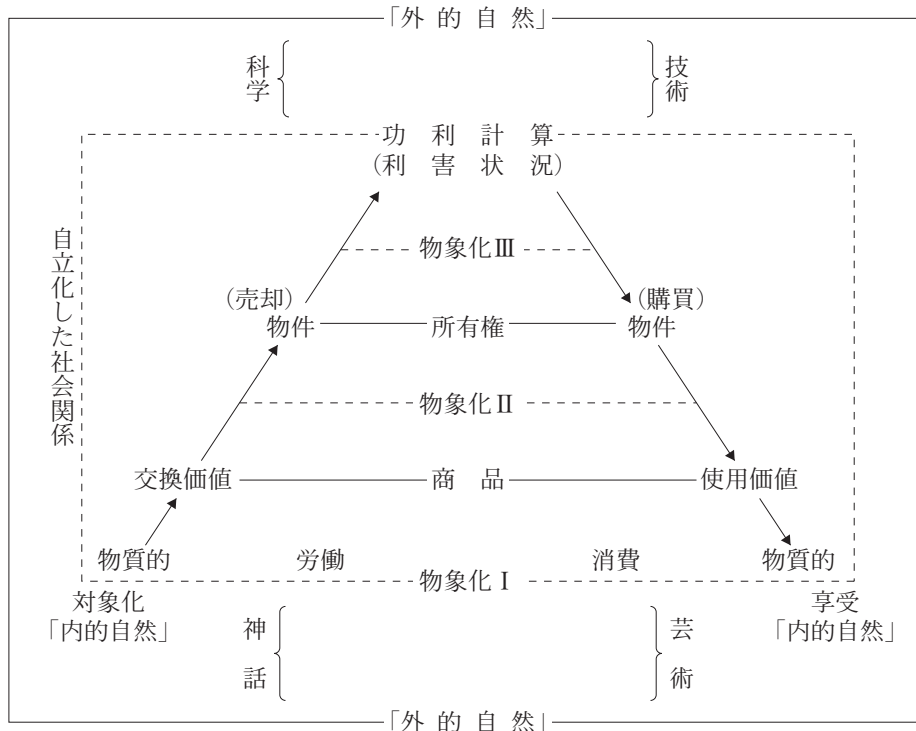 「外的自然」
科学
技術
功利計算
(利害状況)
自立化した社会関係
物象化Ⅲ
(売却)
(購買)
物件
所有権
物件
物象化Ⅱ
交換価値
商品
使用価値
物質的
労働
消費
物質的
物象化Ⅰ
対象化
享受
「内的自然」
「内的自然」
神話
芸術
「外的自然」